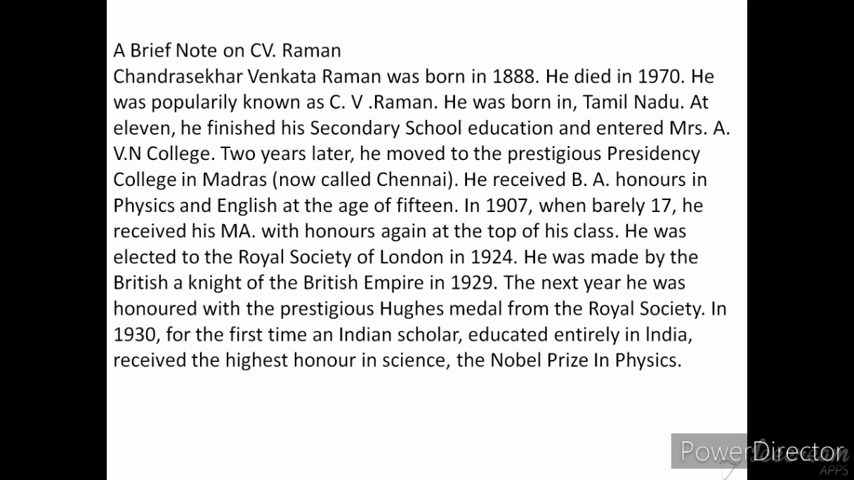 A Brief Note on CV. Raman
Chandrasekhar Venkata Raman was born in 1888. He died in 1970. He
was popularily known as C. V .Raman. He was born in, Tamil Nadu. At
eleven, he finished his Secondary School education and entered Mrs. A.
V.N College. Two years later, he moved to the prestigious Presidency
College in Madras (now called Chennai). He received B. A. honours in
Physics and English at the age of fifteen. In 1907, when barely 17, he
received his MA. with honours again at the top of his class. He was
elected to the Royal Society of London in 1924. He was made by the
British a knight of the British Empire in 1929. The next year he was
honoured with the prestigious Hughes medal from the Royal Society. In
1930, for the first time an Indian scholar, educated entirely in lndia,
received the highest honour in science, the Nobel Prize In Physics.
PowerDirector
APPS